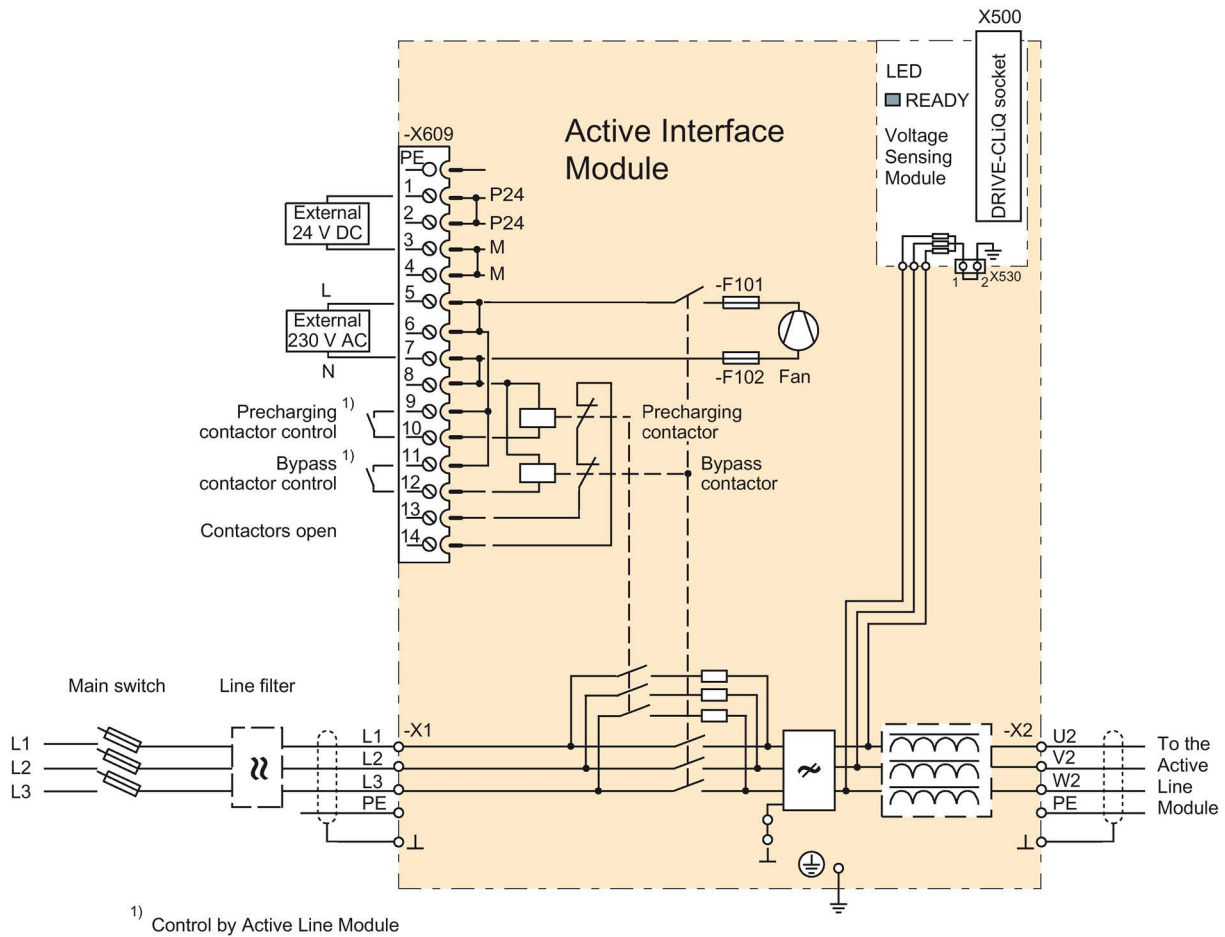 X500
LED
READY
Voltage
Sensing
Module
DRIVE-CLiQ socket
1
2
X530
Active Interface
Module
-X609
PE
1
P24
2
P24
3
M
4
M
5
6
7
8
9
10
11
12
13
14
External
24 V DC
L
External
230 V AC
N
-F101
-F102
Fan
Precharging 1)
contactor control
Bypass 1)
contactor control
Contactors open
Precharging
contactor
Bypass
contactor
Main switch
Line filter
L1
L2
L3
-X1
L1
L2
L3
PE
-X2
U2
V2
W2
PE
To the
Active
Line
Module
1) Control by Active Line Module